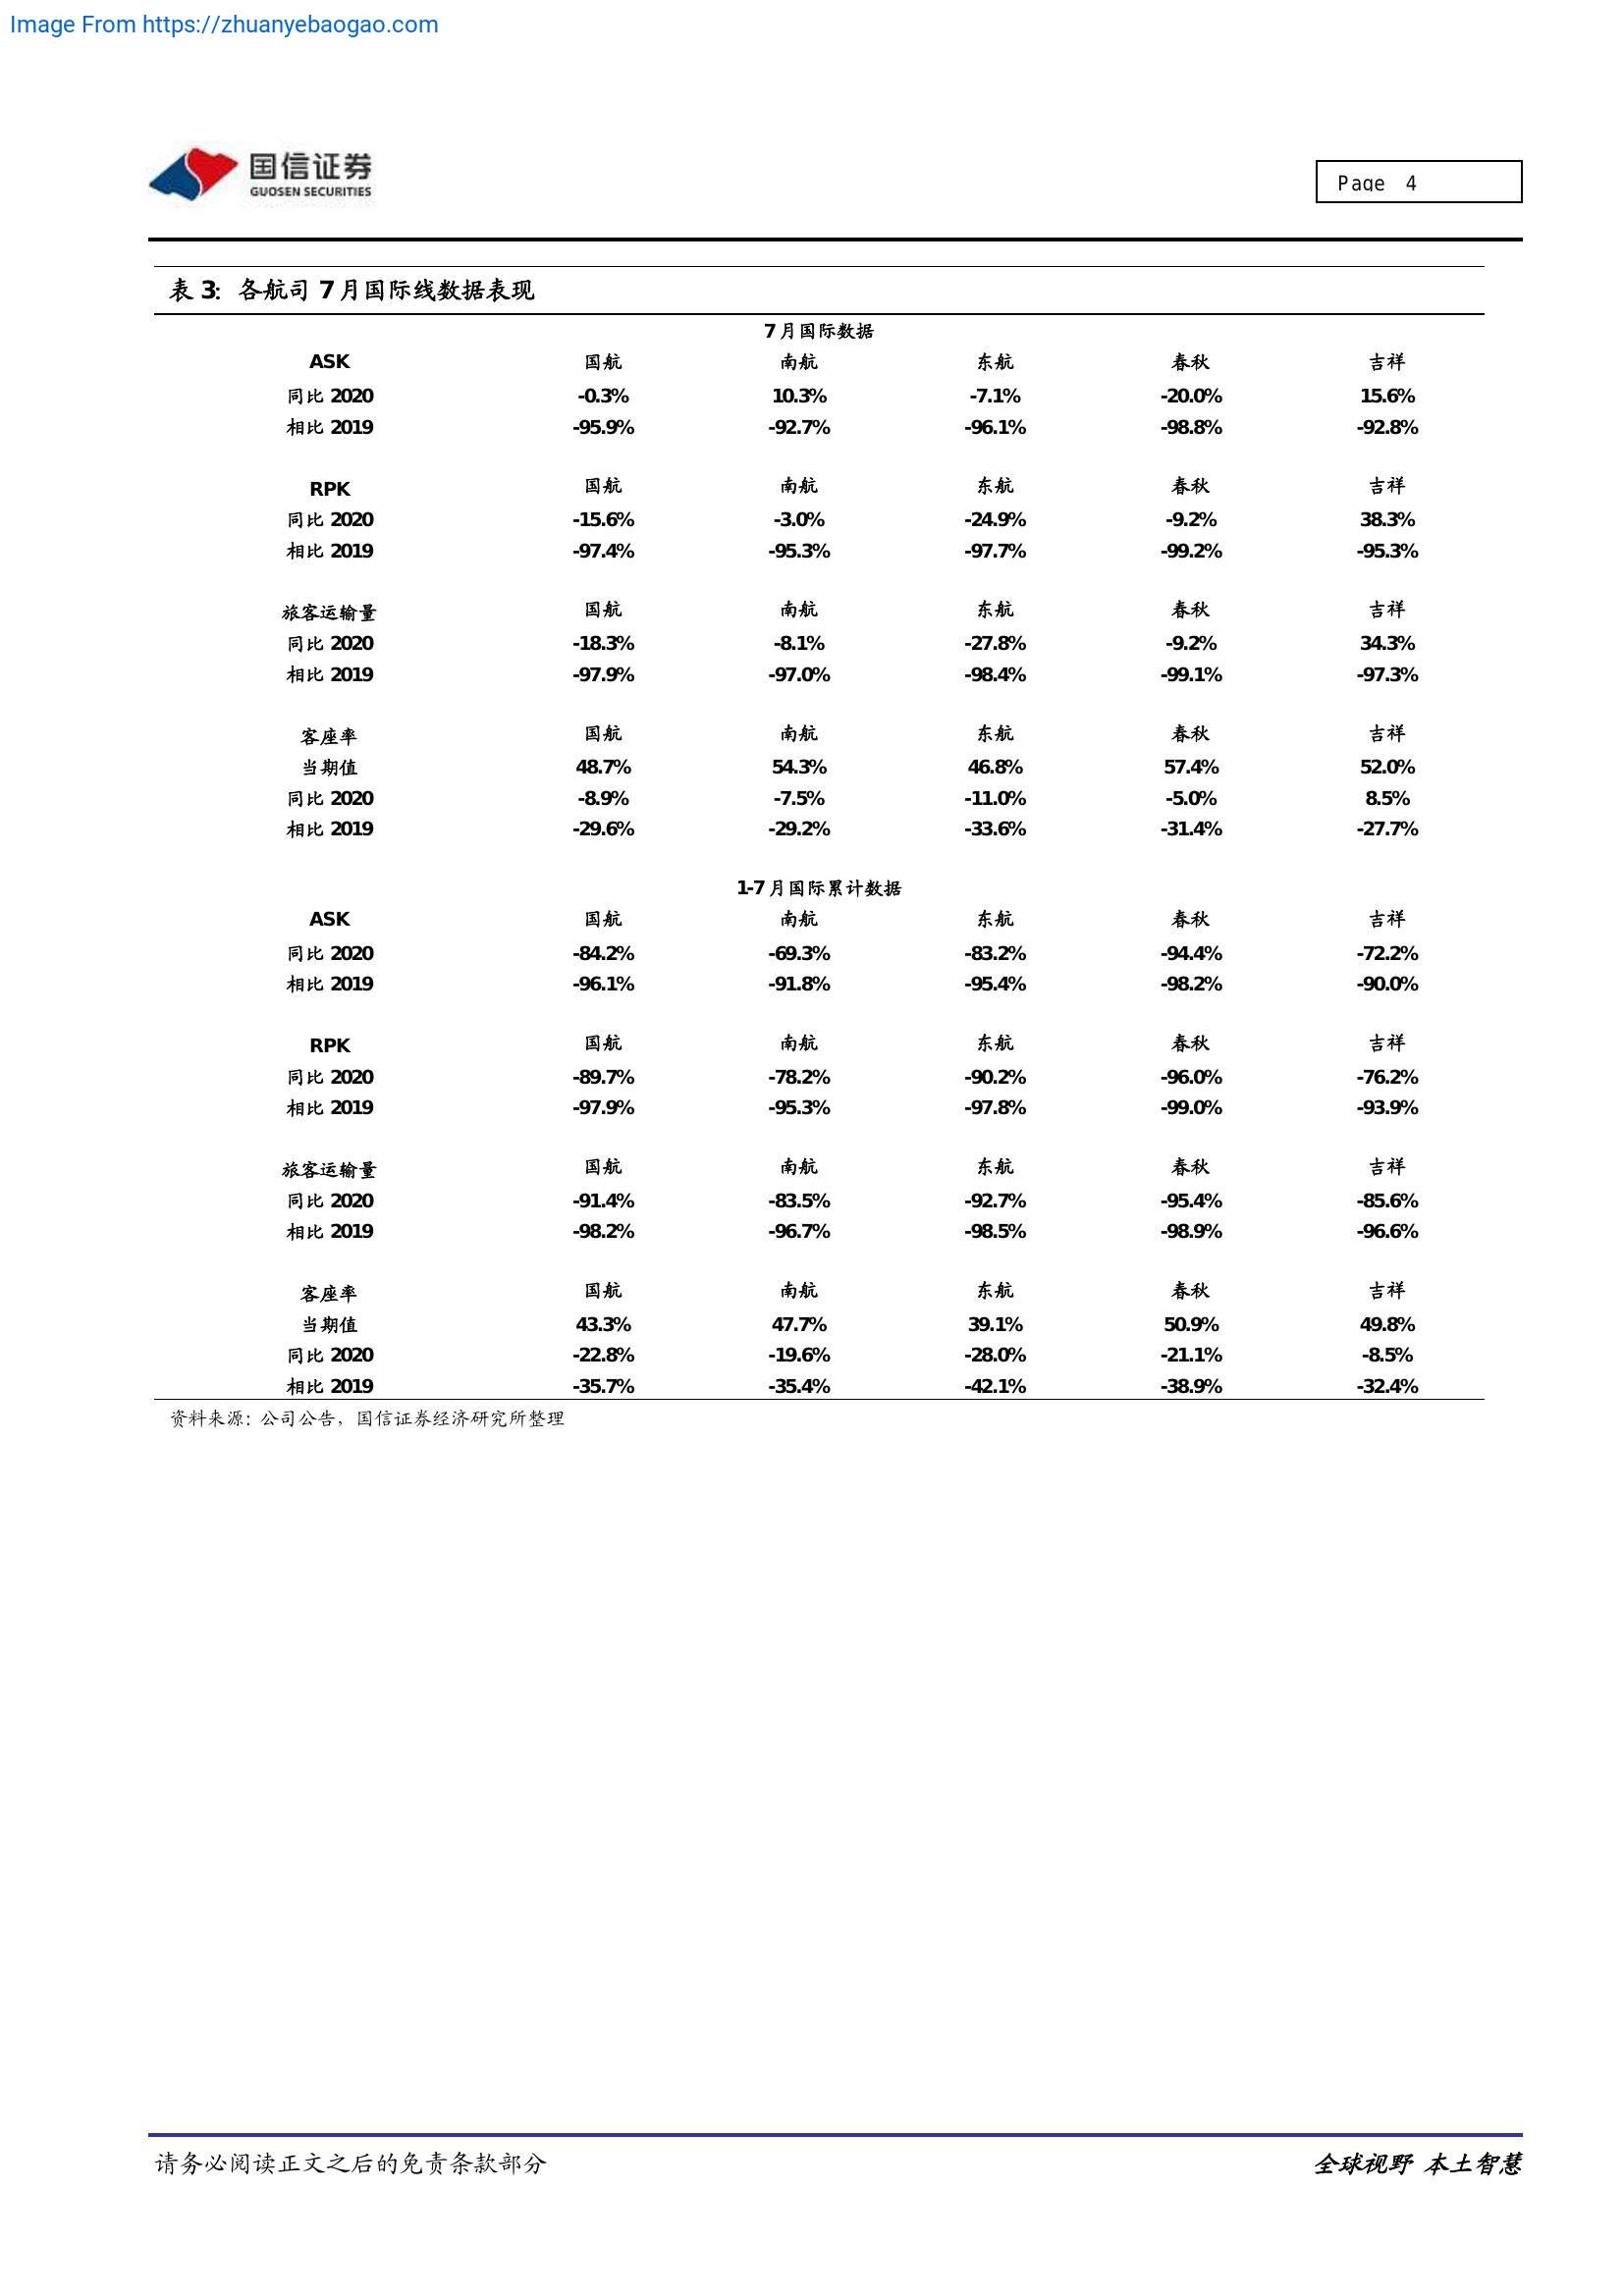 Image From https://zhuanyebaogao.com
国信证券
GUOSEN SECURITIES
Page 4
表 3: 各航司 7 月国际线数据表现
7 月国际数据
ASK 国航 南航 东航 春秋 吉祥
同比 2020 -0.3% 10.3% -7.1% -20.0% 15.6%
相比 2019 -95.9% -92.7% -96.1% -98.8% -92.8%
RPK 国航 南航 东航 春秋 吉祥
同比 2020 -15.6% -3.0% -24.9% -9.2% 38.3%
相比 2019 -97.4% -95.3% -97.7% -99.2% -95.3%
旅客运输量 国航 南航 东航 春秋 吉祥
同比 2020 -18.3% -8.1% -27.8% -9.2% 34.3%
相比 2019 -97.9% -97.0% -98.4% -99.1% -97.3%
客座率 国航 南航 东航 春秋 吉祥
当期值 48.7% 54.3% 46.8% 57.4% 52.0%
同比 2020 -8.9% -7.5% -11.0% -5.0% 8.5%
相比 2019 -29.6% -29.2% -33.6% -31.4% -27.7%
1-7 月国际累计数据
ASK 国航 南航 东航 春秋 吉祥
同比 2020 -84.2% -69.3% -83.2% -94.4% -72.2%
相比 2019 -96.1% -91.8% -95.4% -98.2% -90.0%
RPK 国航 南航 东航 春秋 吉祥
同比 2020 -89.7% -78.2% -90.2% -96.0% -76.2%
相比 2019 -97.9% -95.3% -97.8% -99.0% -93.9%
旅客运输量 国航 南航 东航 春秋 吉祥
同比 2020 -91.4% -83.5% -92.7% -95.4% -85.6%
相比 2019 -98.2% -96.7% -98.5% -98.9% -96.6%
客座率 国航 南航 东航 春秋 吉祥
当期值 43.3% 47.7% 39.1% 50.9% 49.8%
同比 2020 -22.8% -19.6% -28.0% -21.1% -8.5%
相比 2019 -35.7% -35.4% -42.1% -38.9% -32.4%
资料来源: 公司公告，国信证券经济研究所整理
请务必阅读正文之后的免责条款部分 全球视野 本土智慧